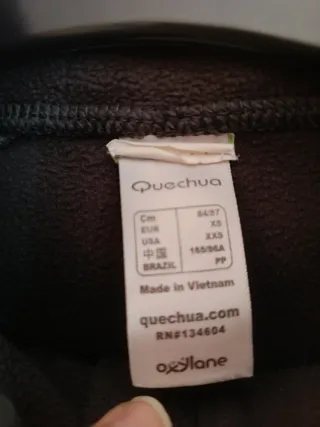 Quechua
Cm 84/87
EUR XS
USA XXS
中国 165/86A
BRAZIL PP
Made in Vietnam
quechua.com
RN#134604
oxylane